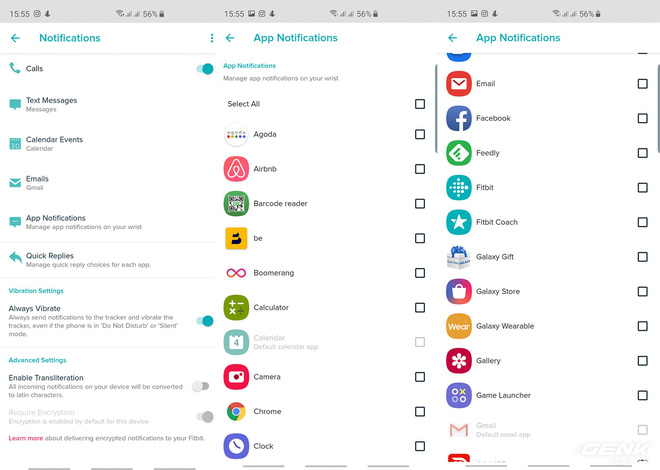 15:55
56%
Notifications
Calls
Text Messages
Messages
Calendar Events
Calendar
Emails
Gmail
App Notifications
Manage app notifications on your wrist
Quick Replies
Manage quick reply choices for each app.
Vibration Settings
Always Vibrate
Always send notifications to the tracker and vibrate the
tracker, even if the phone is in 'Do Not Disturb' or 'Silent'
mode.
Advanced Settings
Enable Transliteration
All incoming notifications on your device will be converted
to latin characters.
Require Encryption
Encryption is enabled by default for this device
Learn more about delivering encrypted notifications to your Fitbit.
15:55
56%
App Notifications
App Notifications
Manage app notifications on your wrist
Select All
agoda
Agoda
Airbnb
Barcode reader
be
Boomerang
Calculator
4
Calendar
Default calendar app
Camera
Chrome
Clock
15:55
56%
App Notifications
Email
Facebook
Feedly
Fitbit
Fitbit Coach
Galaxy Gift
Galaxy Store
Wear
Galaxy Wearable
Gallery
Game Launcher
Gmail
Default email app
GENK